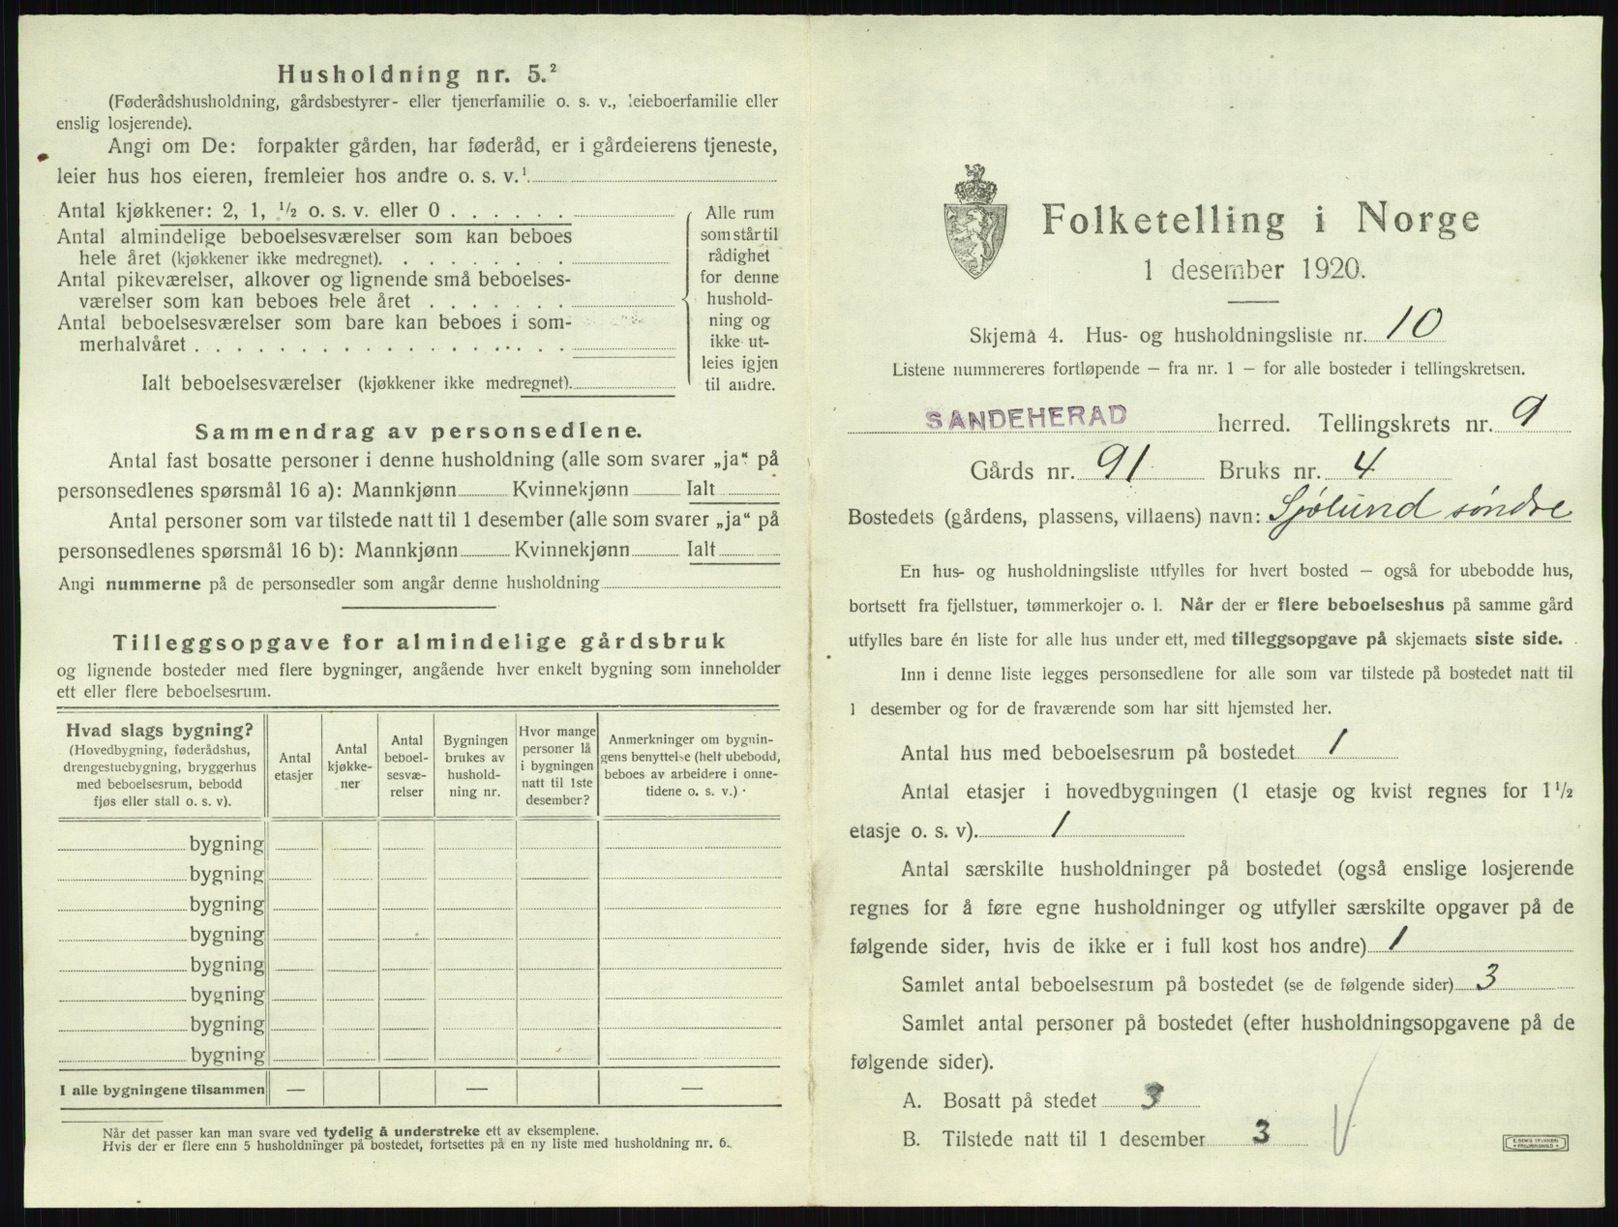 Husholdning nr. 5.²
(Føderådshusholdning, gårdsbestyrer- eller tjenerfamilie o. s. v., leieboerfamilie eller
enslig losjerende).
Angi om De: forpakter gården, har føderåd, er i gårdeierens tjeneste,
leier hus hos eieren, fremleier hos andre o. s. v.¹
Antal kjøkkener: 2, 1, ½ o. s. v. eller 0 . . . . . .
Antal almindelige beboelsesværelser som kan beboes
hele året (kjøkkener ikke medregnet). . . . . . . . .
Antal pikeværelser, alkover og lignende små beboelses-
værelser som kan beboes hele året . . . . . . .
Antal beboelsesværelser som bare kan beboes i som-
merhalvåret . . . . . . . . . . . . . . . . . .
Ialt beboelsesværelser (kjøkkener ikke medregnet).
Alle rum
som står til
rådighet
for denne
hushold-
ning og
ikke ut-
leies igjen
til andre.
Sammendrag av personsedlene.
Antal fast bosatte personer i denne husholdning (alle som svarer „ja“ på
personsedlenes spørsmål 16 a): Mannkjønn Kvinnekjønn Ialt
Antal personer som var tilstede natt til 1 desember (alle som svarer „ja“ på
personsedlenes spørsmål 16 b): Mannkjønn Kvinnekjønn Ialt
Angi nummerne på de personsedler som angår denne husholdning
Tilleggsopgave for almindelige gårdsbruk
og lignende bosteder med flere bygninger, angående hver enkelt bygning som inneholder
ett eller flere beboelsesrum.
Hvad slags bygning?
(Hovedbygning, føderådshus,
drengestuebygning, bryggerhus
med beboelsesrum, bebodd
fjøs eller stall o. s. v).
Antal
etasjer
Antal
kjøkke-
ner
Antal
beboel-
sesvæ-
relser
Bygningen
brukes av
hushold-
ning nr.
Hvor mange
personer lå
i bygningen
natt til 1ste
desember?
Anmerkninger om bygnin-
gens benyttelse (helt ubebodd,
beboes av arbeidere i onne-
tidene o. s. v.)
bygning
bygning
bygning
bygning
bygning
bygning
bygning
bygning
I alle bygningene tilsammen — — —
Når det passer kan man svare ved tydelig å understreke ett av eksemplene.
Hvis der er flere enn 5 husholdninger på bostedet, fortsettes på en ny liste med husholdning nr. 6.
Folketelling i Norge
1 desember 1920.
Skjema 4. Hus- og husholdningsliste nr. 10
Listene nummereres fortløpende — fra nr. 1 — for alle bosteder i tellingskretsen.
SANDEHERAD herred. Tellingskrets nr. 9
Gårds nr. 91 Bruks nr. 4
Bostedets (gårdens, plassens, villaens) navn: Sjölund söndre
En hus- og husholdningsliste utfylles for hvert bosted — også for ubebodde hus,
bortsett fra fjellstuer, tømmerkojer o. l. Når der er flere beboelseshus på samme gård
utfylles bare én liste for alle hus under ett, med tilleggsopgave på skjemaets siste side.
Inn i denne liste legges personsedlene for alle som var tilstede på bostedet natt til
1 desember og for de fraværende som har sitt hjemsted her.
Antal hus med beboelsesrum på bostedet 1
Antal etasjer i hovedbygningen (1 etasje og kvist regnes for 1½
etasje o. s. v). 1
Antal særskilte husholdninger på bostedet (også enslige losjerende
regnes for å føre egne husholdninger og utfyller særskilte opgaver på de
følgende sider, hvis de ikke er i full kost hos andre) 1
Samlet antal beboelsesrum på bostedet (se de følgende sider) 3
Samlet antal personer på bostedet (efter husholdningsopgavene på de
følgende sider).
A. Bosatt på stedet 3
B. Tilstede natt til 1 desember 3